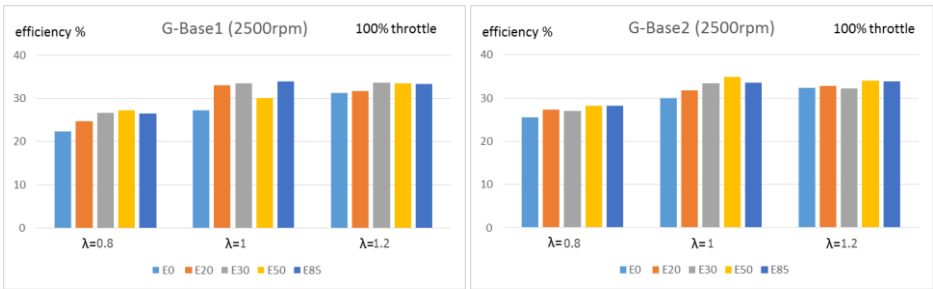 efficiency %
G-Base1 (2500rpm)
100% throttle
40
30
20
10
0
λ=0.8
λ=1
λ=1.2
E0 E20 E30 E50 E85
efficiency %
G-Base2 (2500rpm)
100% throttle
40
30
20
10
0
λ=0.8
λ=1
λ=1.2
E0 E20 E30 E50 E85